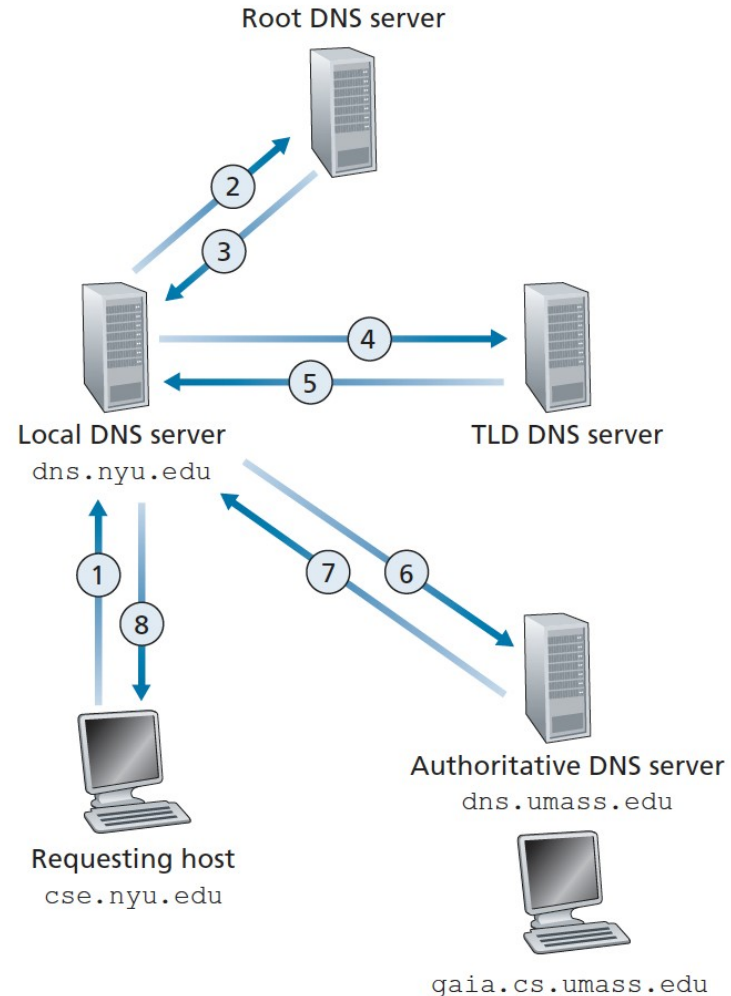 Root DNS server
2
3
4
5
Local DNS server
dns.nyu.edu
TLD DNS server
1
8
7
6
Requesting host
cse.nyu.edu
Authoritative DNS server
dns.umass.edu
gaia.cs.umass.edu